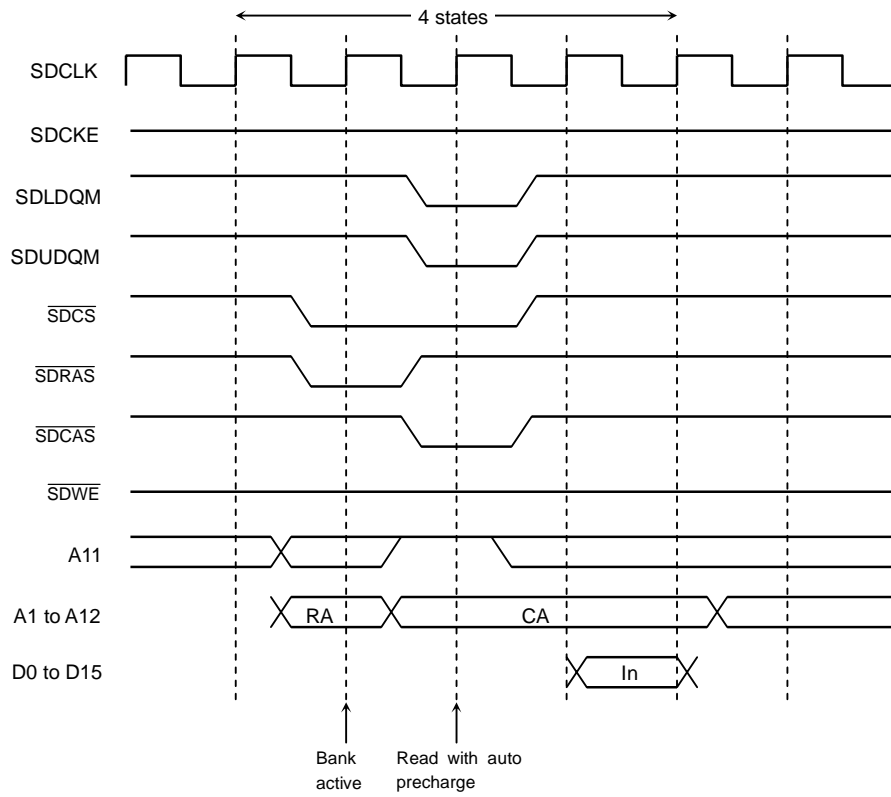 4 states
SDCLK
SDCKE
SDLDQM
SDUDQM
SDCS
SDRAS
SDCAS
SDWE
A11
A1 to A12
RA
CA
D0 to D15
In
Bank
active
Read with auto
precharge